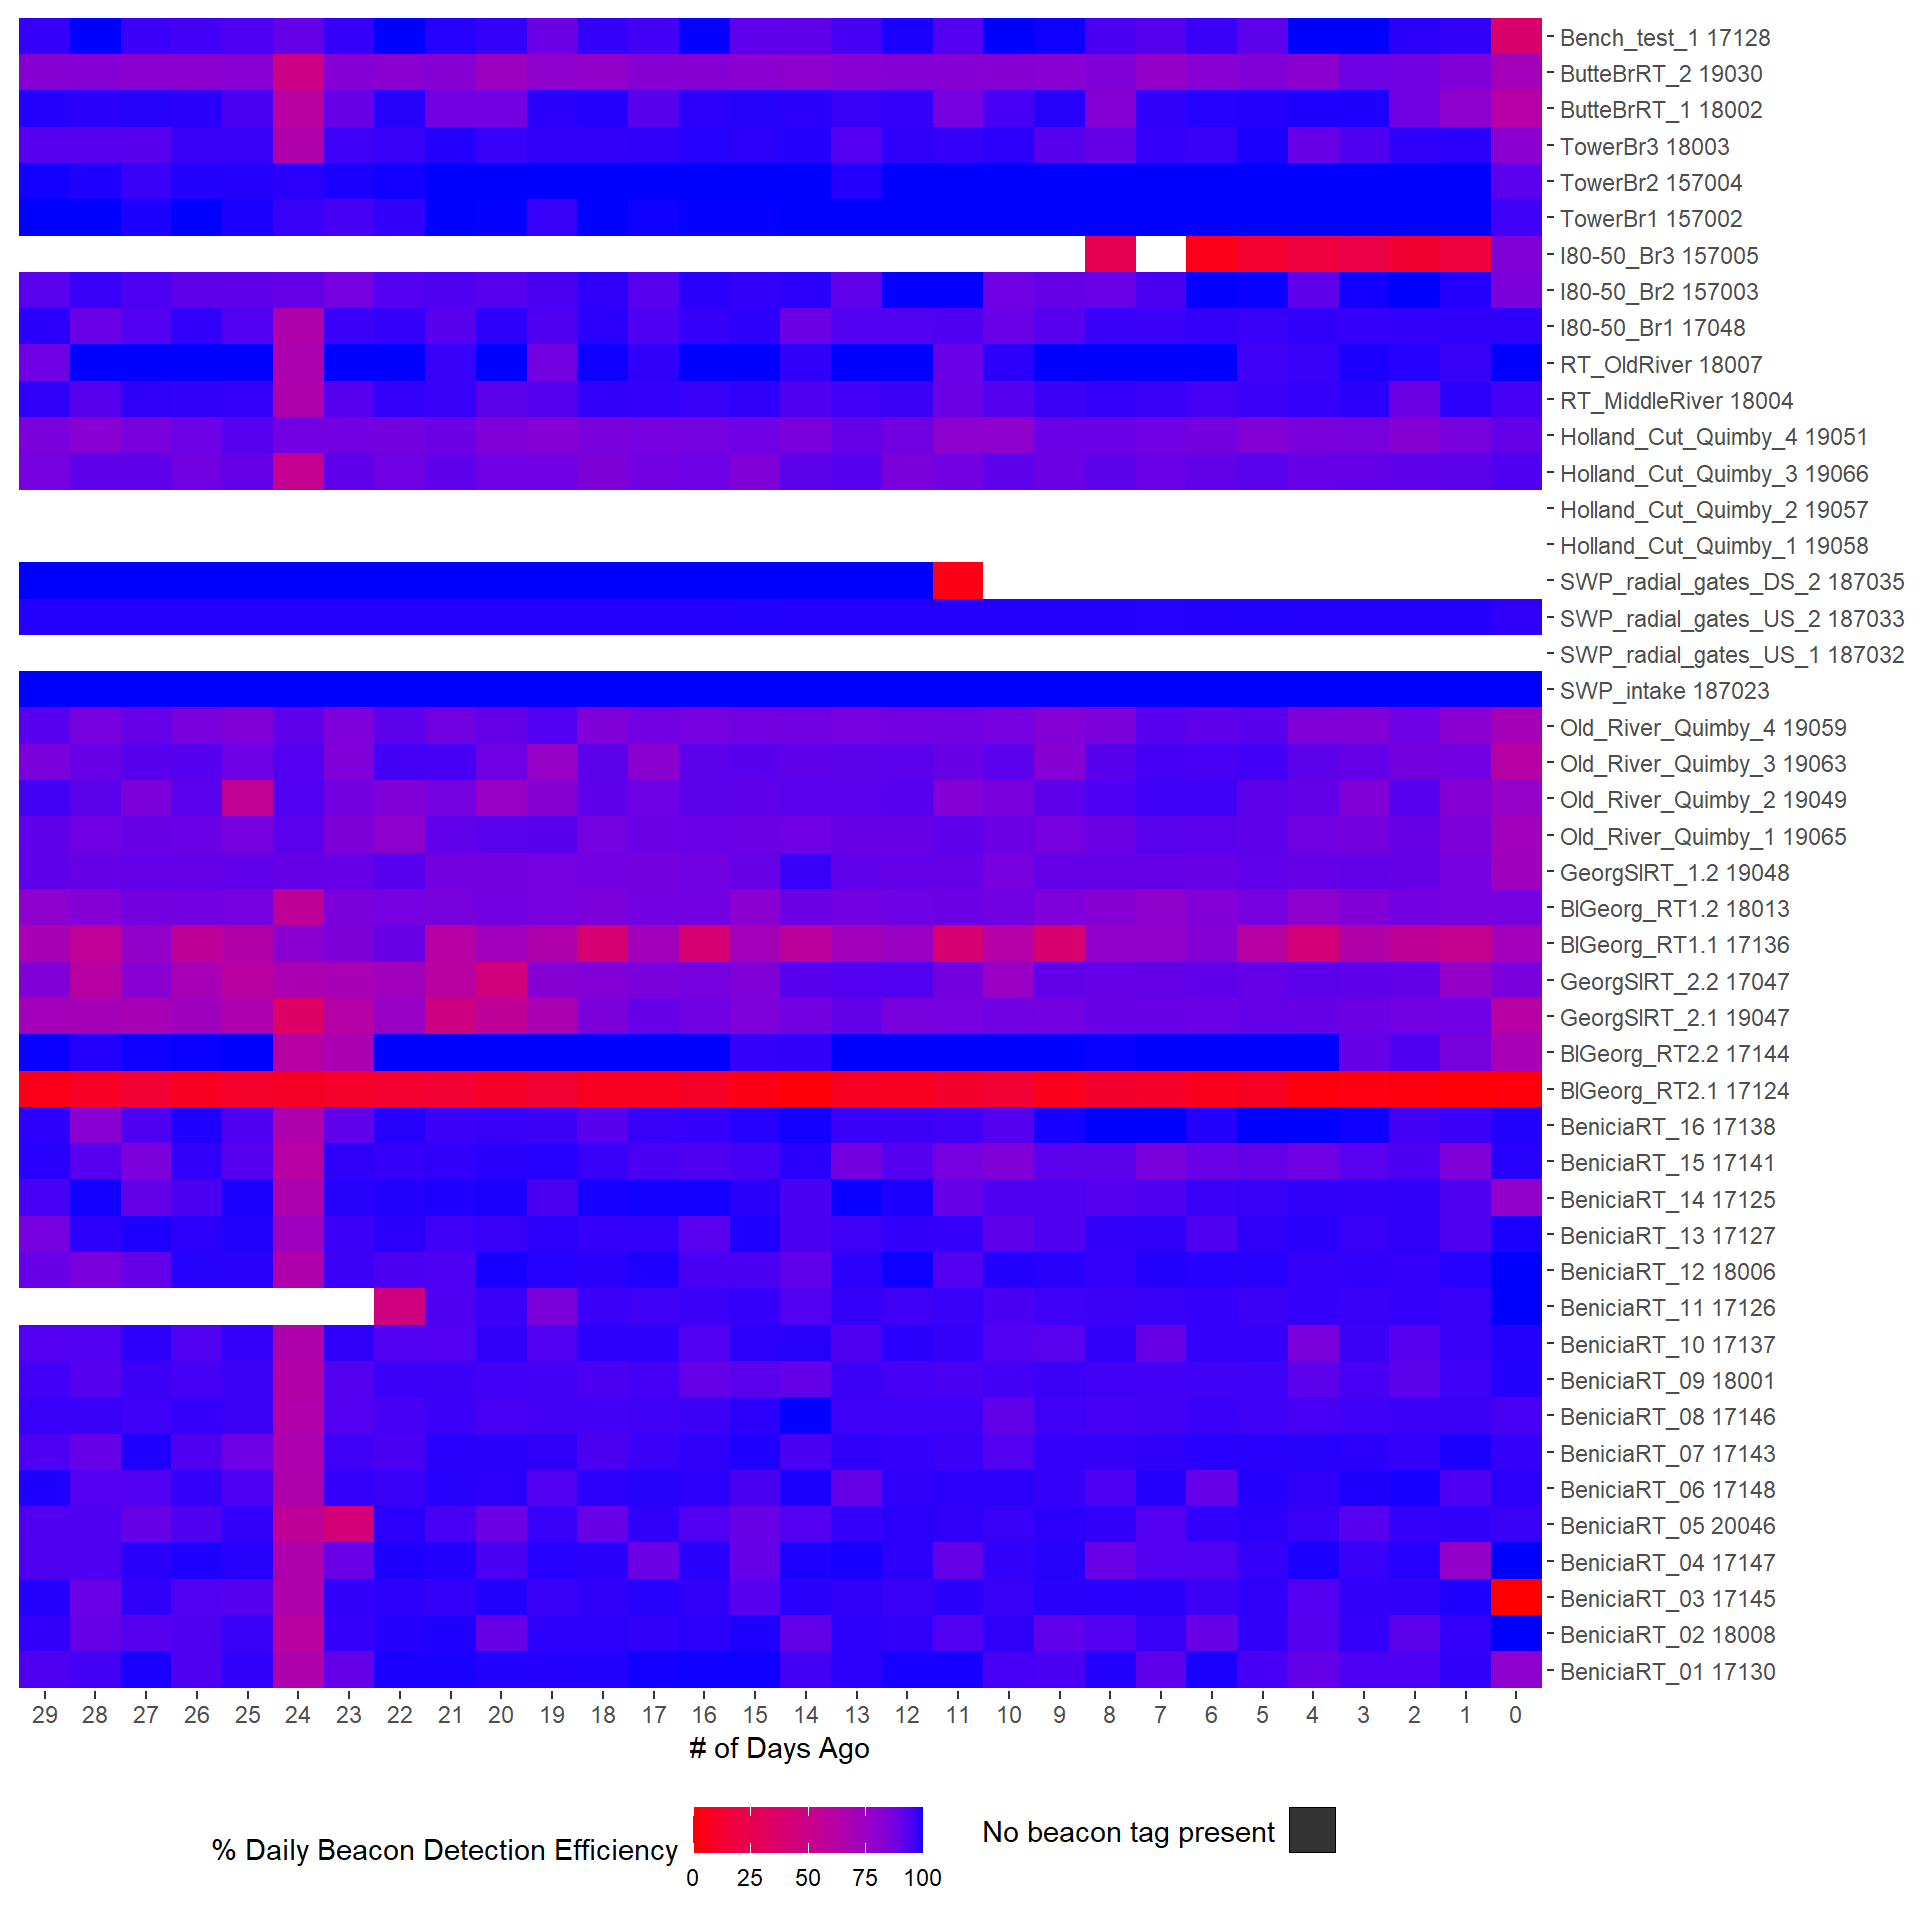 Bench_test_1 17128
ButteBrRT_2 19030
ButteBrRT_1 18002
TowerBr3 18003
TowerBr2 157004
TowerBr1 157002
I80-50_Br3 157005
I80-50_Br2 157003
I80-50_Br1 17048
RT_OldRiver 18007
RT_MiddleRiver 18004
Holland_Cut_Quimby_4 19051
Holland_Cut_Quimby_3 19066
Holland_Cut_Quimby_2 19057
Holland_Cut_Quimby_1 19058
SWP_radial_gates_DS_2 187035
SWP_radial_gates_US_2 187033
SWP_radial_gates_US_1 187032
SWP_intake 187023
Old_River_Quimby_4 19059
Old_River_Quimby_3 19063
Old_River_Quimby_2 19049
Old_River_Quimby_1 19065
GeorgSlRT_1.2 19048
BlGeorg_RT1.2 18013
BlGeorg_RT1.1 17136
GeorgSlRT_2.2 17047
GeorgSlRT_2.1 19047
BlGeorg_RT2.2 17144
BlGeorg_RT2.1 17124
BeniciaRT_16 17138
BeniciaRT_15 17141
BeniciaRT_14 17125
BeniciaRT_13 17127
BeniciaRT_12 18006
BeniciaRT_11 17126
BeniciaRT_10 17137
BeniciaRT_09 18001
BeniciaRT_08 17146
BeniciaRT_07 17143
BeniciaRT_06 17148
BeniciaRT_05 20046
BeniciaRT_04 17147
BeniciaRT_03 17145
BeniciaRT_02 18008
BeniciaRT_01 17130
29 28 27 26 25 24 23 22 21 20 19 18 17 16 15 14 13 12 11 10 9 8 7 6 5 4 3 2 1 0
# of Days Ago
% Daily Beacon Detection Efficiency
0 25 50 75 100
No beacon tag present